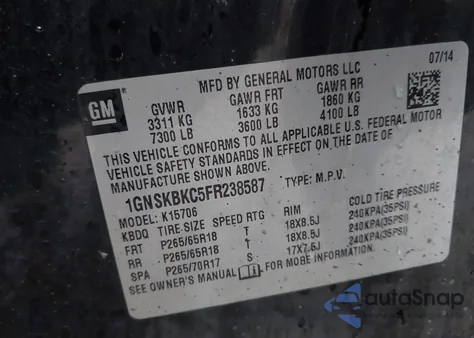 07/14
MFD BY GENERAL MOTORS LLC
GM GVWR GAWR FRT GAWR RR
3311 KG 1633 KG 1860 KG
7300 LB 3600 LB 4100 LB
THIS VEHICLE CONFORMS TO ALL APPLICABLE U.S. FEDERAL MOTOR
VEHICLE SAFETY STANDARDS IN EFFECT ON THE DATE OF
MANUFACTURE SHOWN ABOVE.
1GNSKBKC5FR238587 TYPE: M.P.V.
MODEL: K15706
KBDQ TIRE SIZE SPEED RTG RIM COLD TIRE PRESSURE
FRT P265/65R18 T 18X8.5J 240KPA(35PSI)
RR P265/65R18 T 18X8.5J 240KPA(35PSI)
SPA P265/70R17 S 17X7.5J 240KPA(35PSI)
SEE OWNER'S MANUAL FOR MORE INFORMATION.
autaSnap